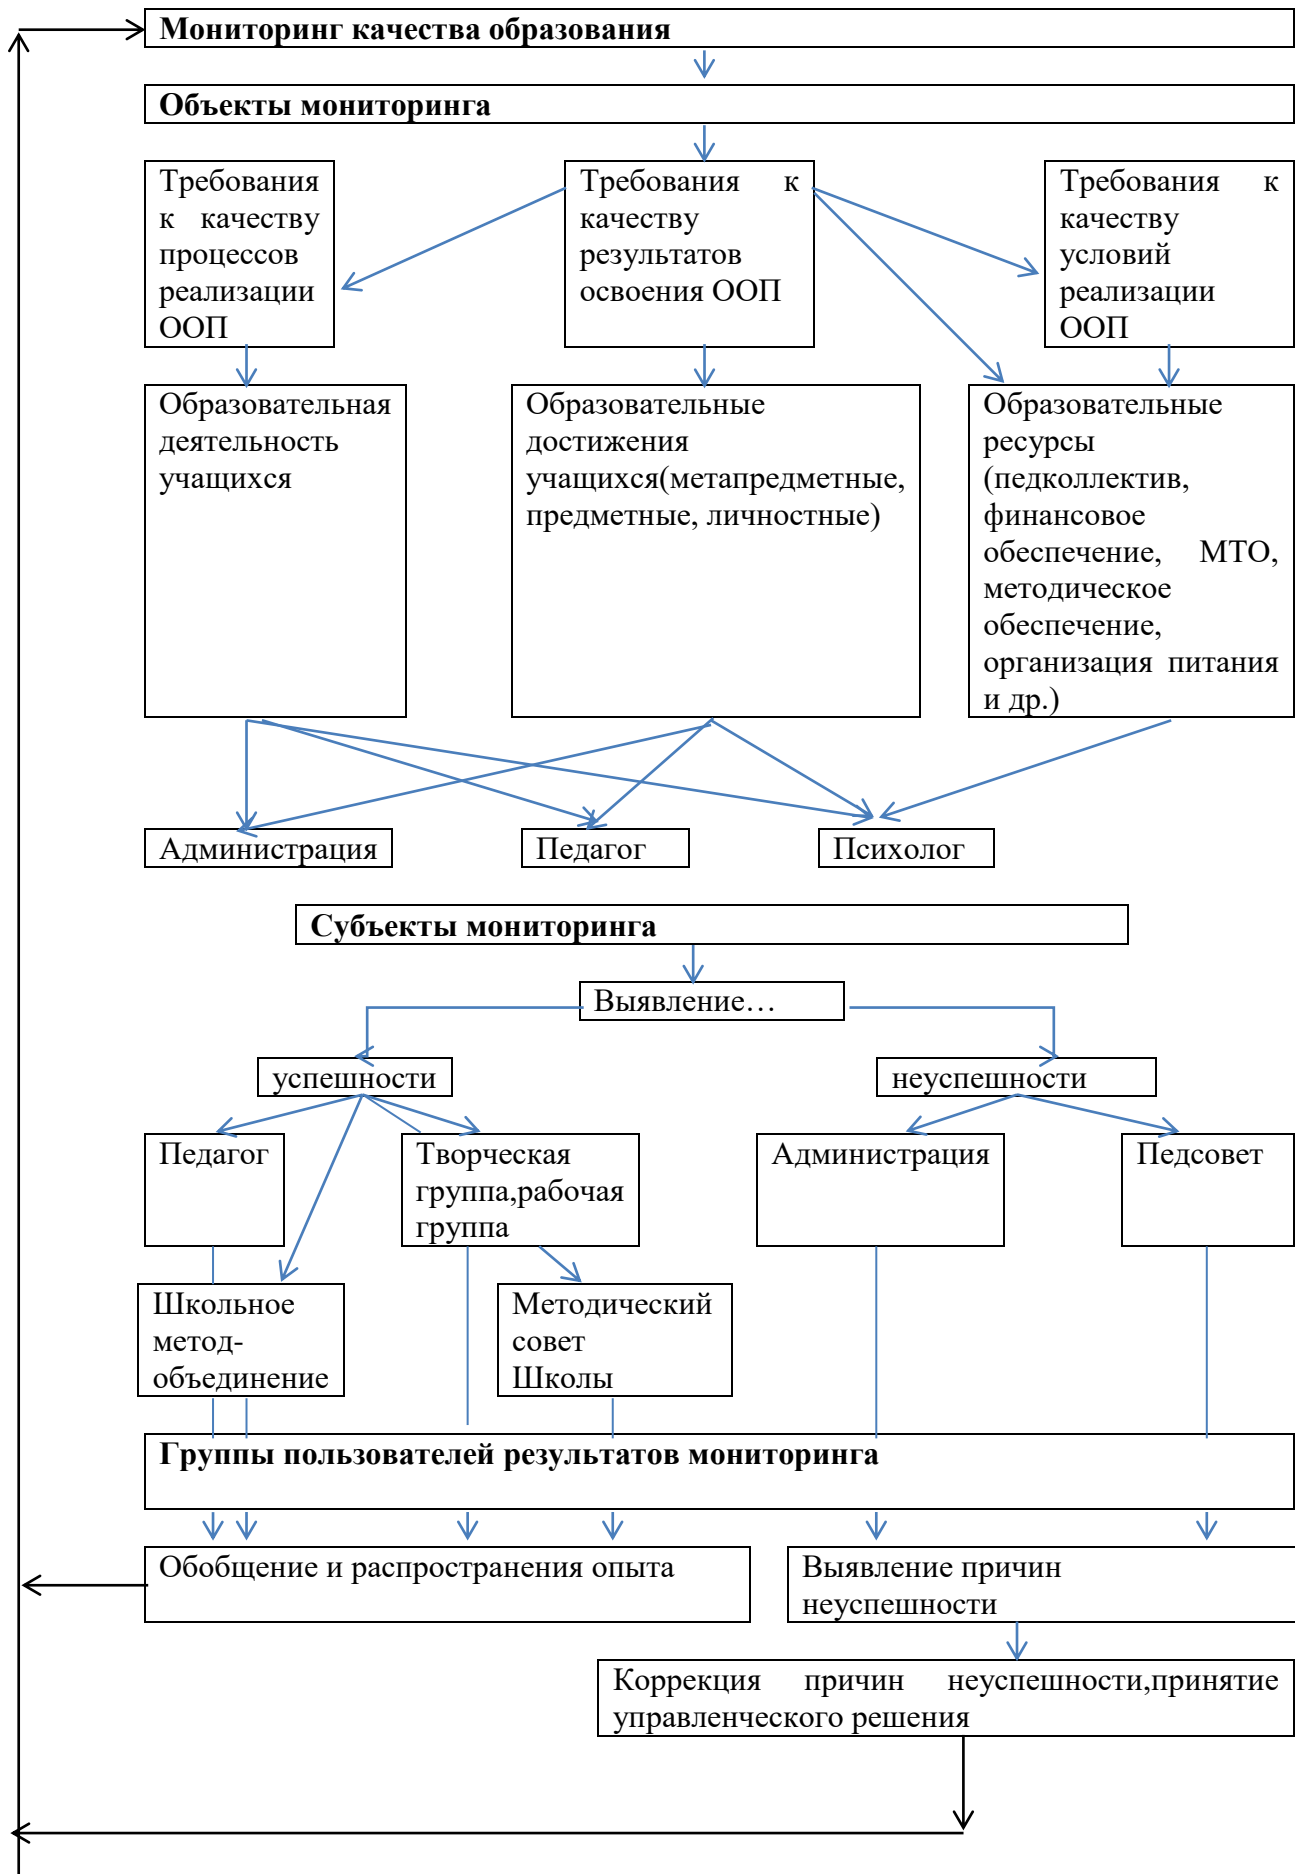 Мониторинг качества образования
Объекты мониторинга
Требования
к качеству
процессов
реализации
ООП
Требования к
качеству
результатов
освоения ООП
Требования к
качеству
условий
реализации
ООП
Образовательная
деятельность
учащихся
Образовательные
достижения
учащихся(метапредметные,
предметные, личностные)
Образовательные
ресурсы
(педколлектив,
финансовое
обеспечение, МТО,
методическое
обеспечение,
организация питания
и др.)
Администрация
Педагог
Психолог
Субъекты мониторинга
Выявление…
успешности
неуспешности
Педагог
Творческая
группа,рабочая
группа
Администрация
Педсовет
Школьное
метод-
объединение
Методический
совет
Школы
Группы пользователей результатов мониторинга
Обобщение и распространения опыта
Выявление причин
неуспешности
Коррекция причин неуспешности,принятие
управленческого решения